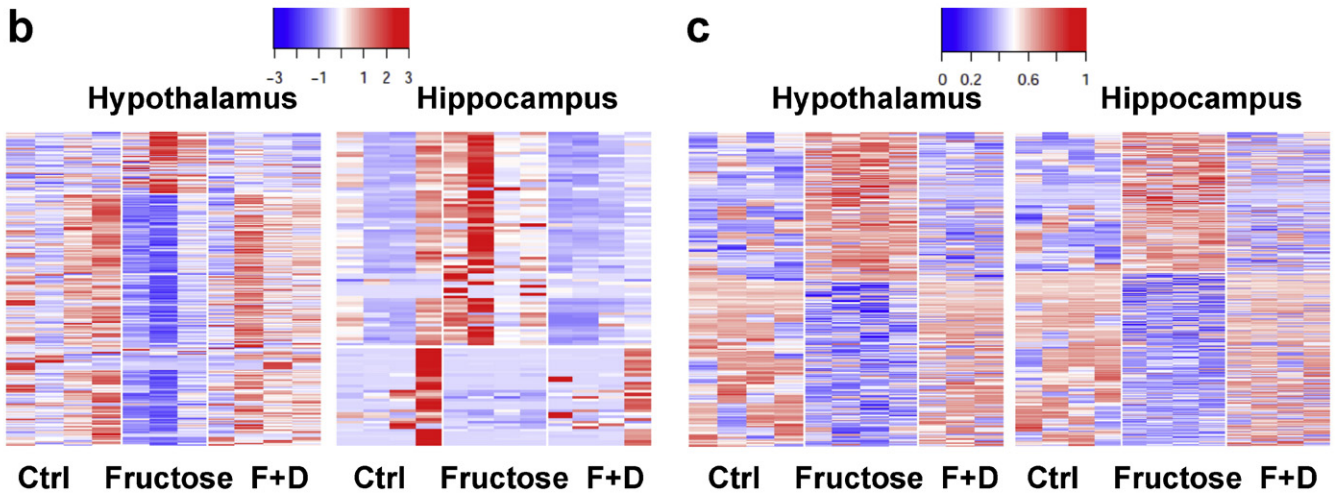 b
-3 -1 1 2 3
Hypothalamus Hippocampus
Ctrl Fructose F+D Ctrl Fructose F+D
c
0 0.2 0.6 1
Hypothalamus Hippocampus
Ctrl Fructose F+D Ctrl Fructose F+D